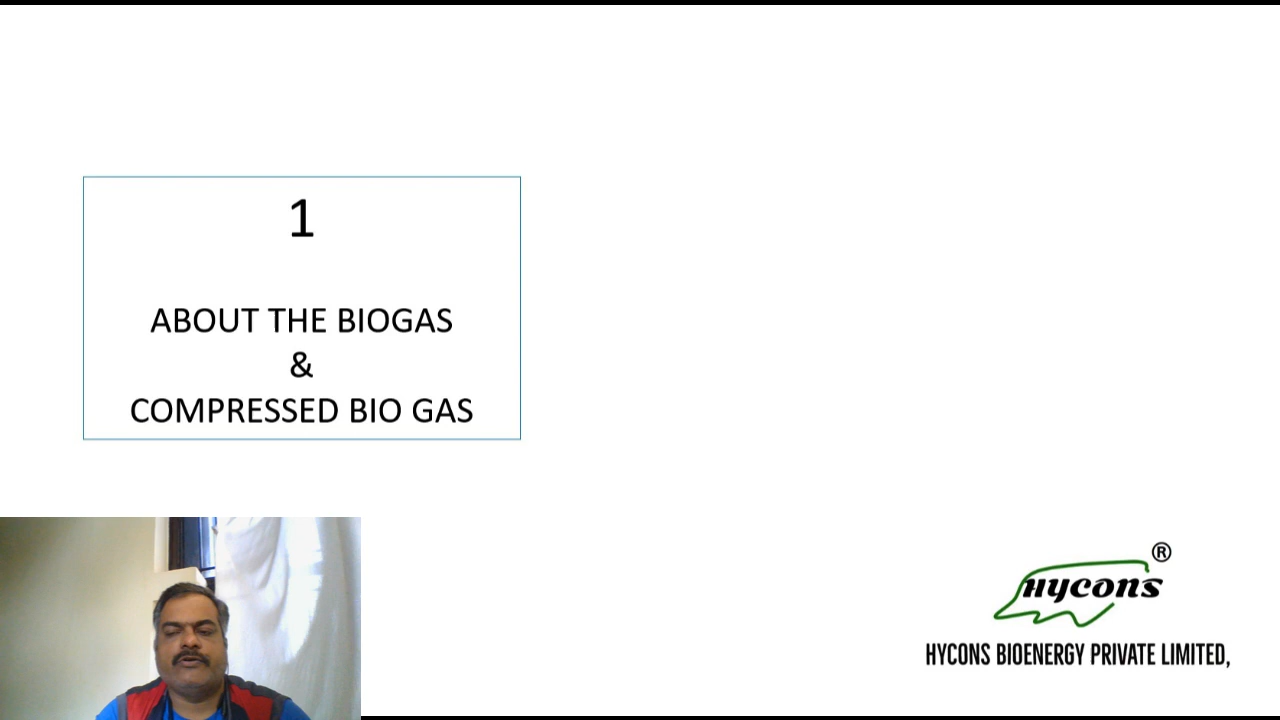 1
ABOUT THE BIOGAS
&
COMPRESSED BIO GAS
®
Hycons
HYCONS BIOENERGY PRIVATE LIMITED,